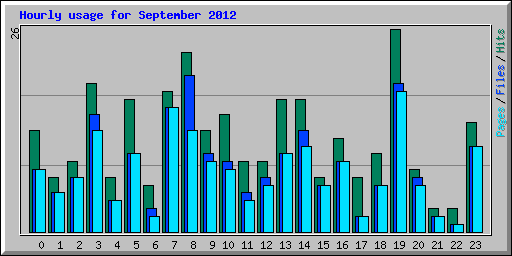 Hourly usage for September 2012
26
Pages / Files / Hits
0 1 2 3 4 5 6 7 8 9 10 11 12 13 14 15 16 17 18 19 20 21 22 23